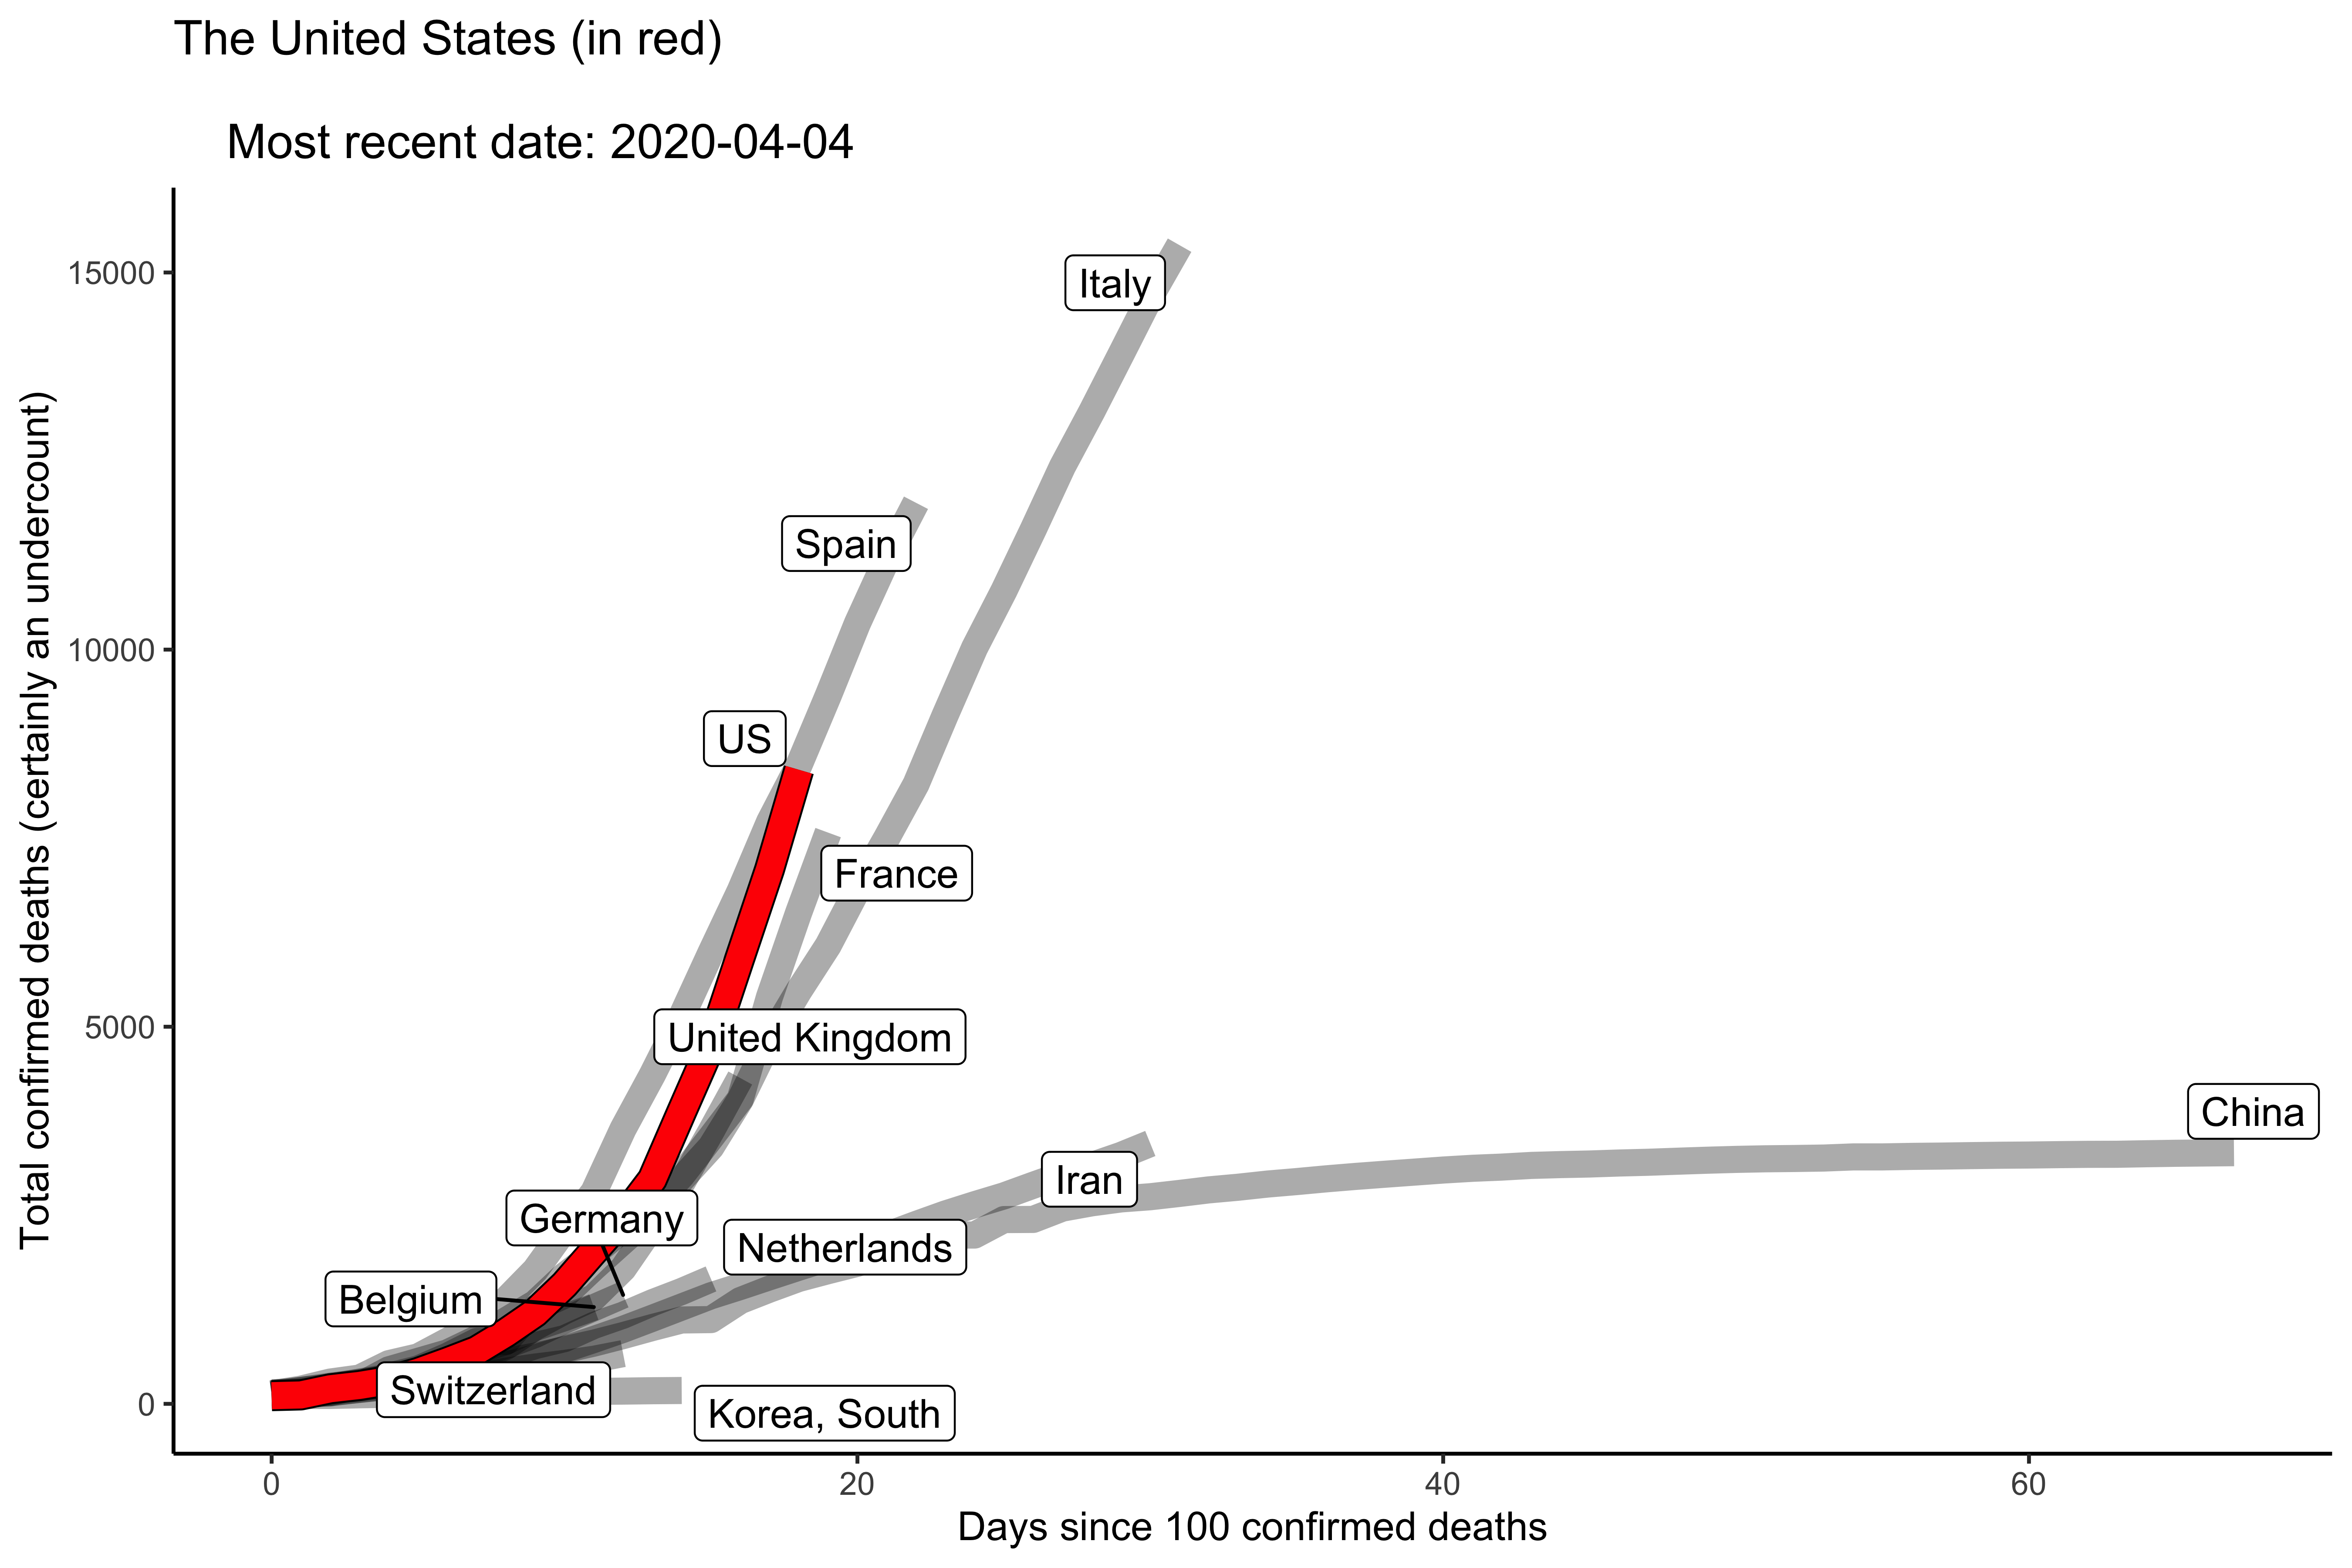 The United States (in red)
Most recent date: 2020-04-04
Total confirmed deaths (certainly an undercount)
15000
10000
5000
0
Italy
Spain
US
France
United Kingdom
China
Iran
Germany
Netherlands
Belgium
Switzerland
Korea, South
0
20
40
60
Days since 100 confirmed deaths